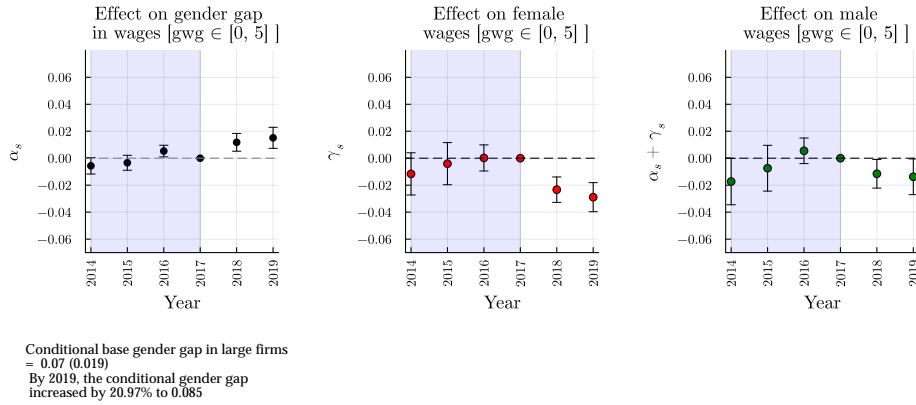 Effect on gender gap
in wages [gwg ∈ [0, 5] ]
0.06
0.04
0.02
0.00
−0.02
−0.04
−0.06
αₛ
2014
2015
2016
2017
2018
2019
Year
Effect on female
wages [gwg ∈ [0, 5] ]
0.06
0.04
0.02
0.00
−0.02
−0.04
−0.06
γₛ
2014
2015
2016
2017
2018
2019
Year
Effect on male
wages [gwg ∈ [0, 5] ]
0.06
0.04
0.02
0.00
−0.02
−0.04
−0.06
αₛ + γₛ
2014
2015
2016
2017
2018
2019
Year
Conditional base gender gap in large firms
= 0.07 (0.019)
By 2019, the conditional gender gap
increased by 20.97% to 0.085